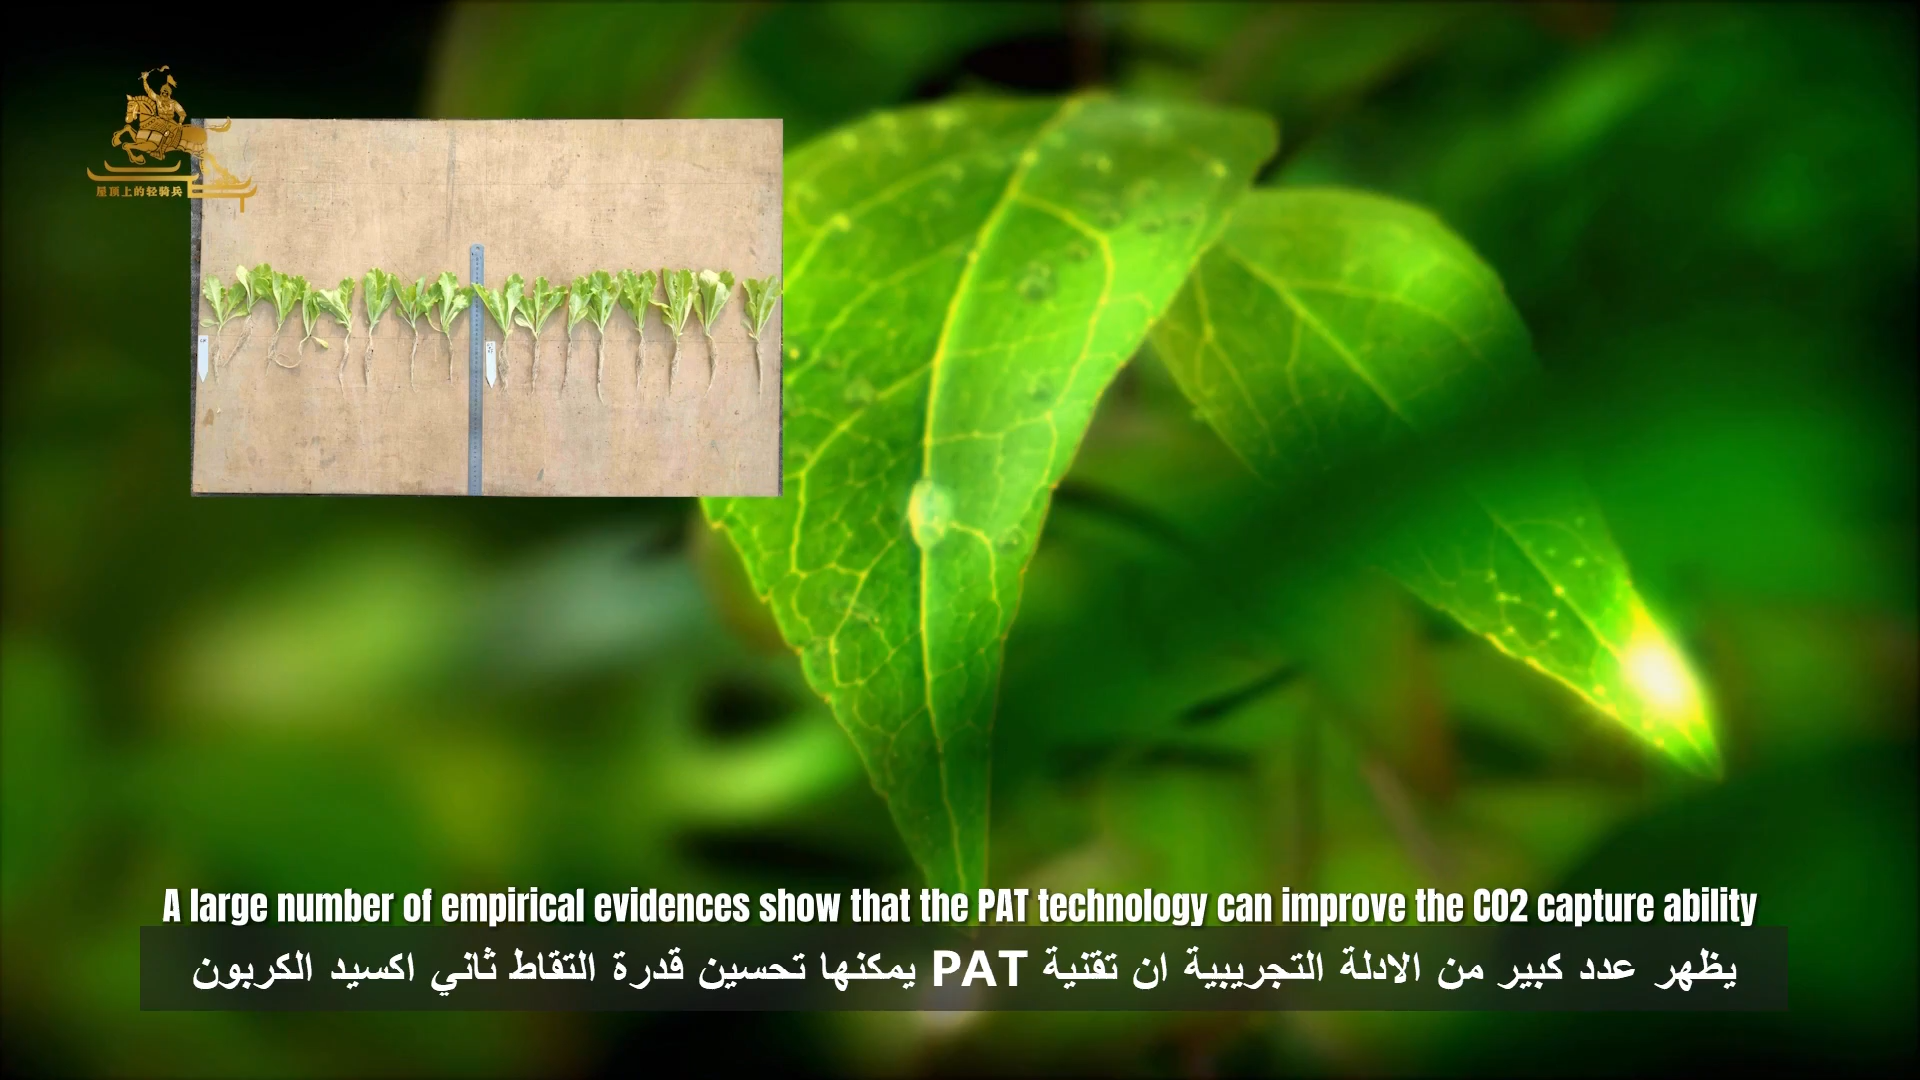 屋顶上的轻骑兵
A large number of empirical evidences show that the PAT technology can improve the CO2 capture ability
يظهر عدد كبير من الادلة التجريبية ان تقنية PAT يمكنها تحسين قدرة التقاط ثاني اكسيد الكربون